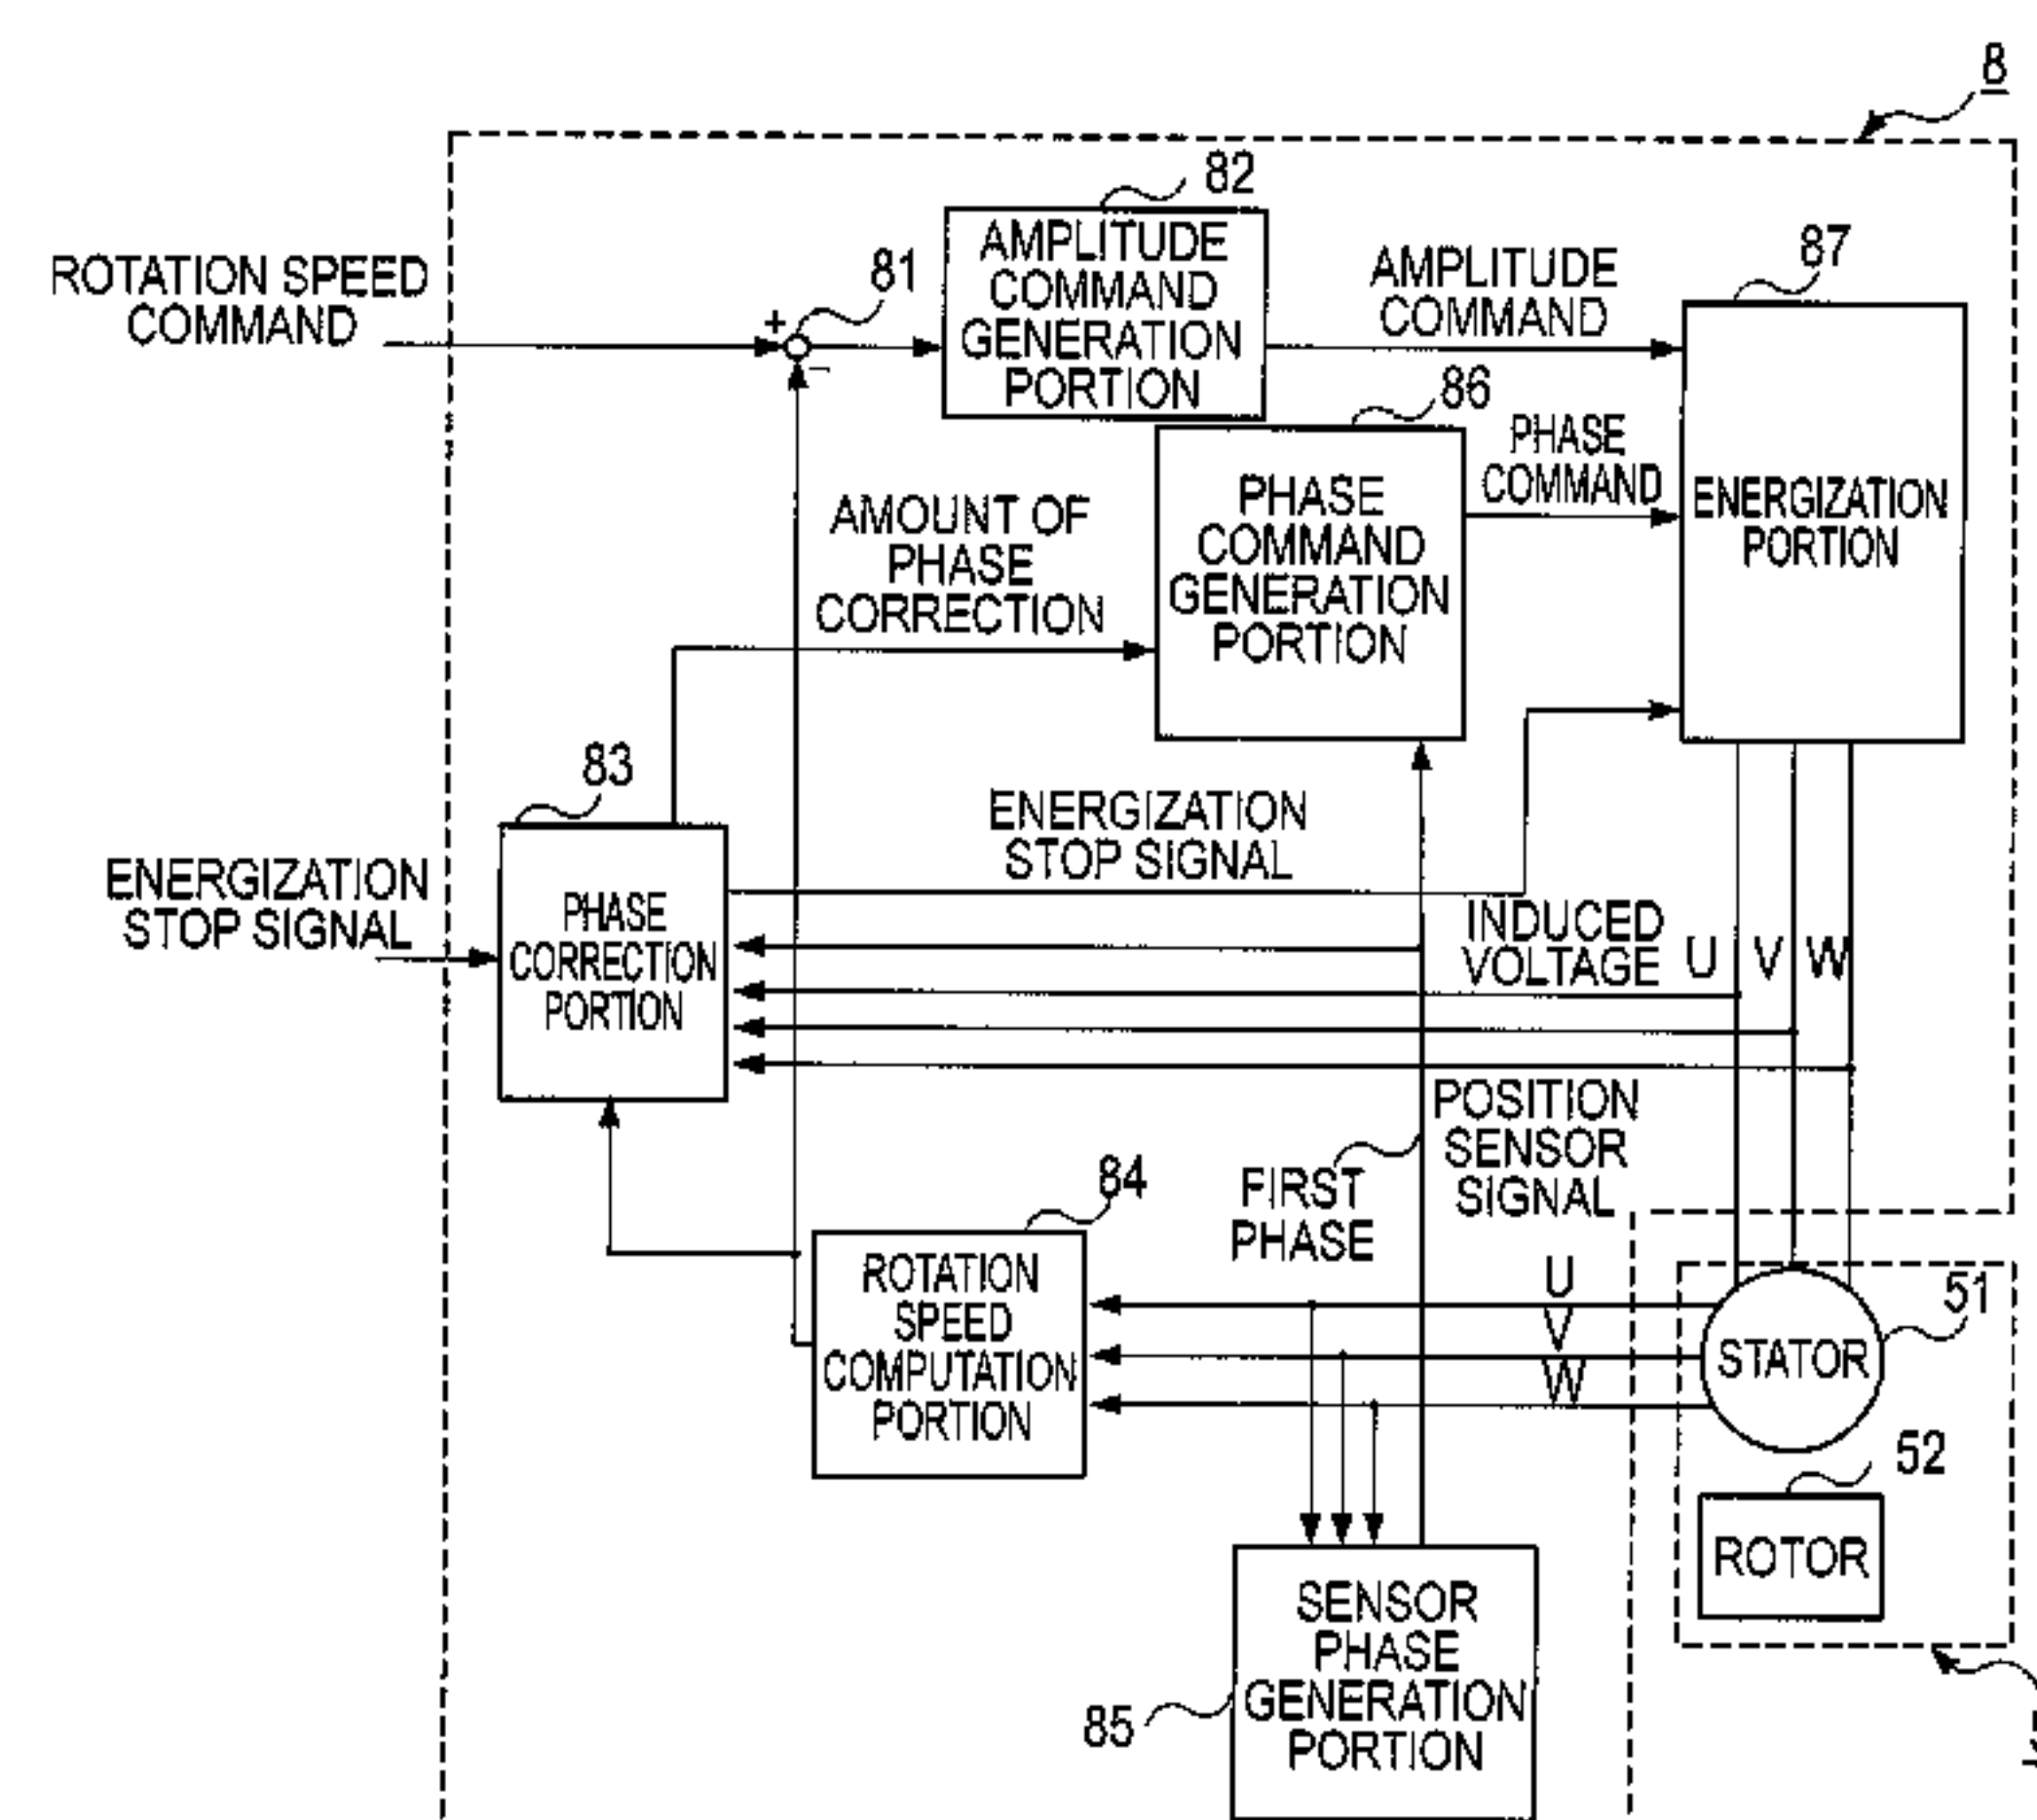 8
82
AMPLITUDE
COMMAND
GENERATION
PORTION
87
81
ROTATION SPEED
COMMAND
+
-
AMPLITUDE
COMMAND
86
PHASE
COMMAND
ENERGIZATION
PORTION
PHASE
COMMAND
GENERATION
PORTION
AMOUNT OF
PHASE
CORRECTION
83
ENERGIZATION
STOP SIGNAL
ENERGIZATION
STOP SIGNAL
PHASE
CORRECTION
PORTION
INDUCED
VOLTAGE
U V W
POSITION
SENSOR
SIGNAL
FIRST
PHASE
84
ROTATION
SPEED
COMPUTATION
PORTION
U
V
W
51
STATOR
52
ROTOR
SENSOR
PHASE
GENERATION
PORTION
85